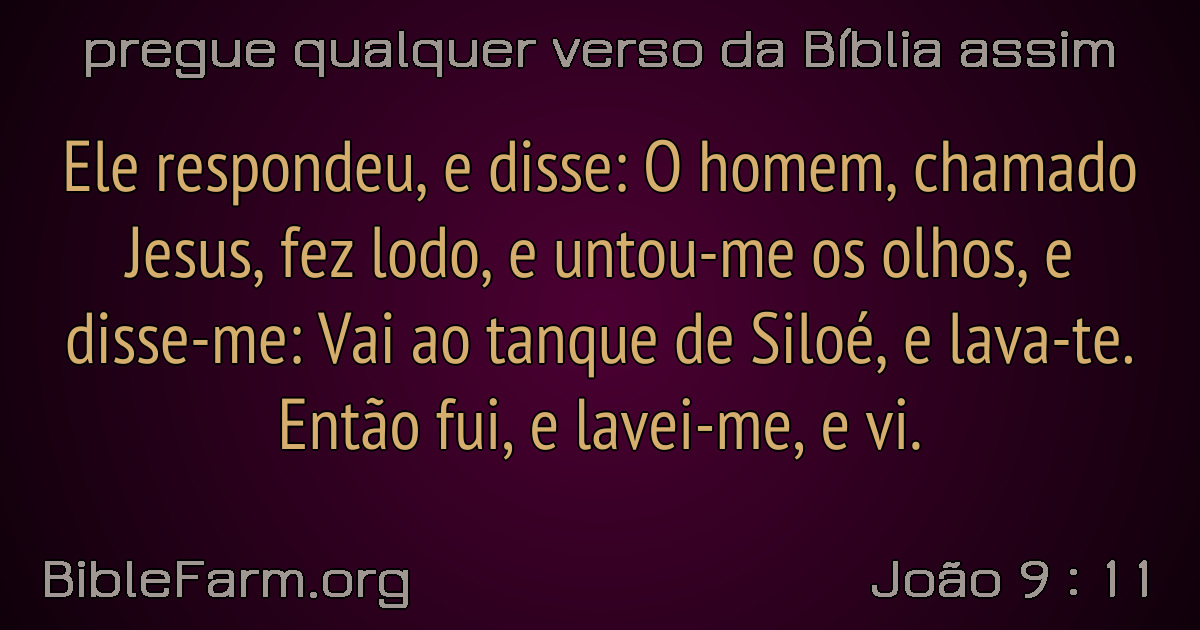 pregue qualquer verso da Bíblia assim
Ele respondeu, e disse: O homem, chamado
Jesus, fez lodo, e untou-me os olhos, e
disse-me: Vai ao tanque de Siloé, e lava-te.
Então fui, e lavei-me, e vi.
BibleFarm.org
João 9 : 11